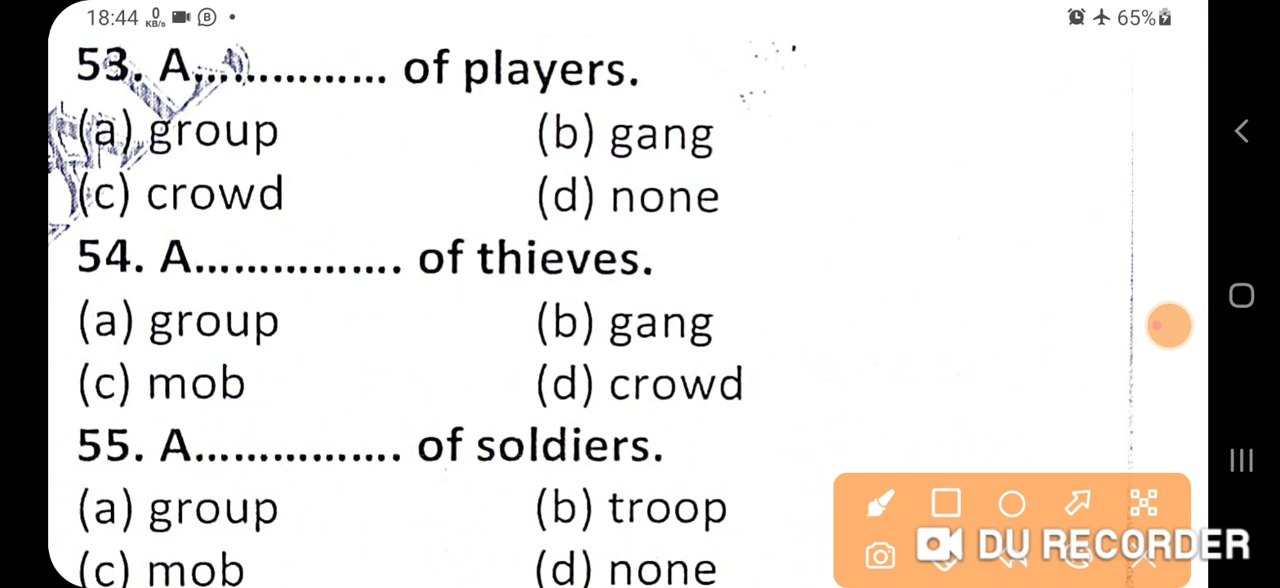 18:44 0 KB/s B 65%
53. A................ of players.
(a) group (b) gang
(c) crowd (d) none
54. A................ of thieves.
(a) group (b) gang
(c) mob (d) crowd
55. A................ of soldiers.
(a) group (b) troop
(c) mob (d) none
DU RECORDER